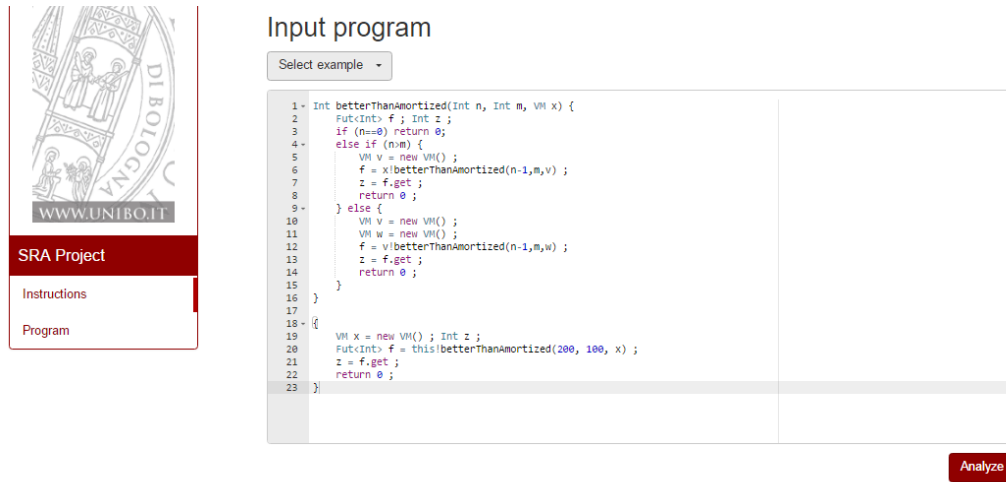 DI BOLOGNA
WWW.UNIBO.IT
SRA Project
Instructions
Program
Input program
Select example
1 Int betterThanAmortized(Int n, Int m, VM x) {
2 Fut<Int> f ; Int z ;
3 if (n==0) return 0;
4 else if (n>m) {
5 VM v = new VM() ;
6 f = x!betterThanAmortized(n-1,m,v) ;
7 z = f.get ;
8 return 0 ;
9 } else {
10 VM v = new VM() ;
11 VM w = new VM() ;
12 f = v!betterThanAmortized(n-1,m,w) ;
13 z = f.get ;
14 return 0 ;
15 }
16 }
17
18 {
19 VM x = new VM() ; Int z ;
20 Fut<Int> f = this!betterThanAmortized(200, 100, x) ;
21 z = f.get ;
22 return 0 ;
23 }
Analyze